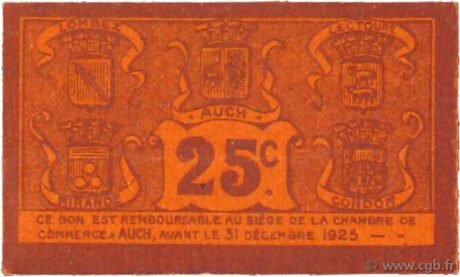 LOMBEZ
LECTOURE
AUCH
25c.
MIRANDE
CONDOM
CE BON EST REMBOURSABLE AU SIÈGE DE LA CHAMBRE DE
COMMERCE À AUCH, AVANT LE 31 DÉCEMBRE 1925 – –
© www.cgb.fr